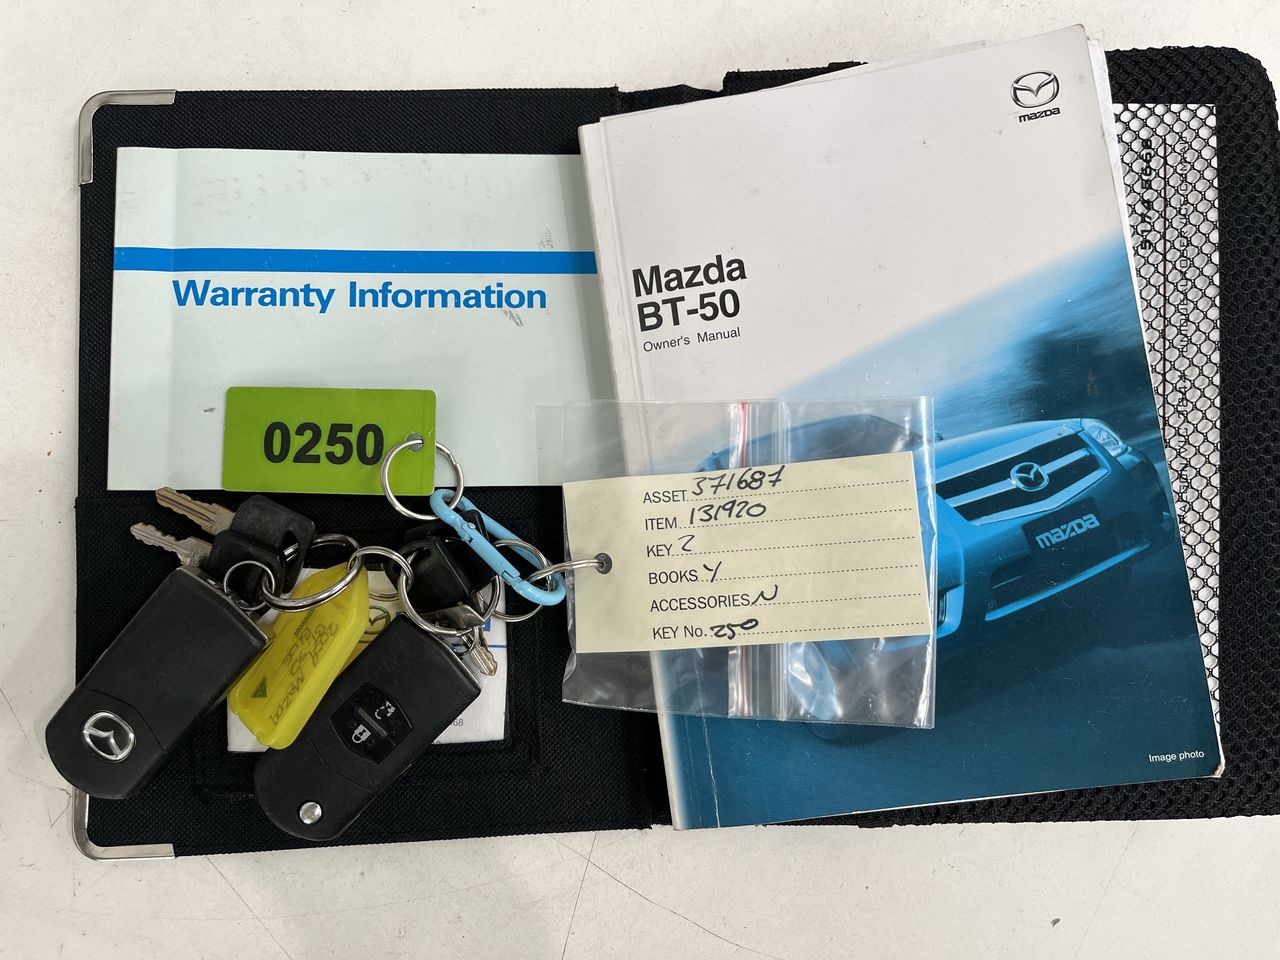 Warranty Information
mazda
Mazda
BT-50
Owner's Manual
0250
ASSET 371687
ITEM 131920
KEY 2
BOOKS Y
ACCESSORIES N
KEY No. 250
mazda
Image photo